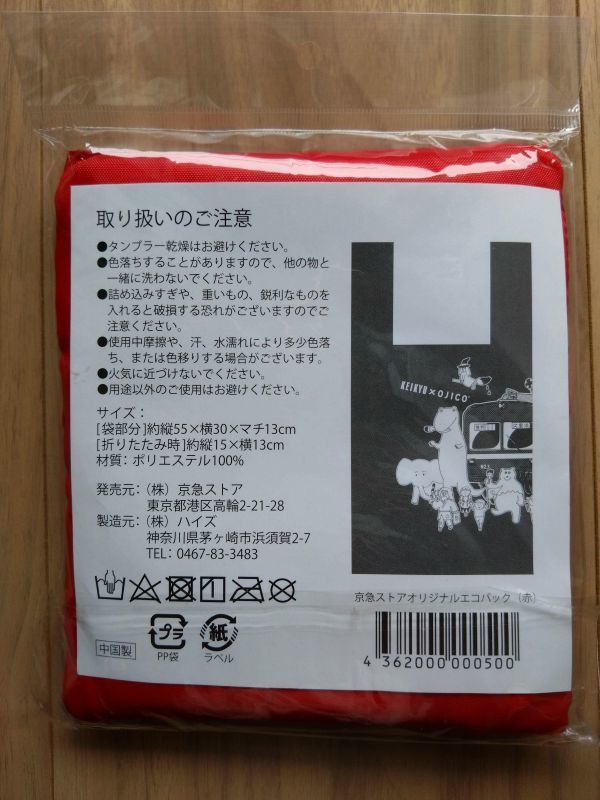 取り扱いのご注意
●タンブラー乾燥はお避けください。
●色落ちすることがありますので、他の物と
一緒に洗わないでください。
●詰め込みすぎや、重いもの、鋭利なものを
入れると破損する恐れがございますのでご
注意ください。
●使用中摩擦や、汗、水濡れにより多少色落
ち、または色移りする場合がございます。
●火気に近づけないでください。
●用途以外のご使用はお避けください。
サイズ：
[袋部分]約縦55×横30×マチ13cm
[折りたたみ時]約縦15×横13cm
材質：ポリエステル100%
発売元：（株）京急ストア
東京都港区高輪2-21-28
製造元：（株）ハイズ
神奈川県茅ヶ崎市浜須賀2-7
TEL：0467-83-3483
中国製
プラ
PP袋
紙
ラベル
KEIKYU×OJICO
京急ストアオリジナルエコバック（赤）
4 362000 000500